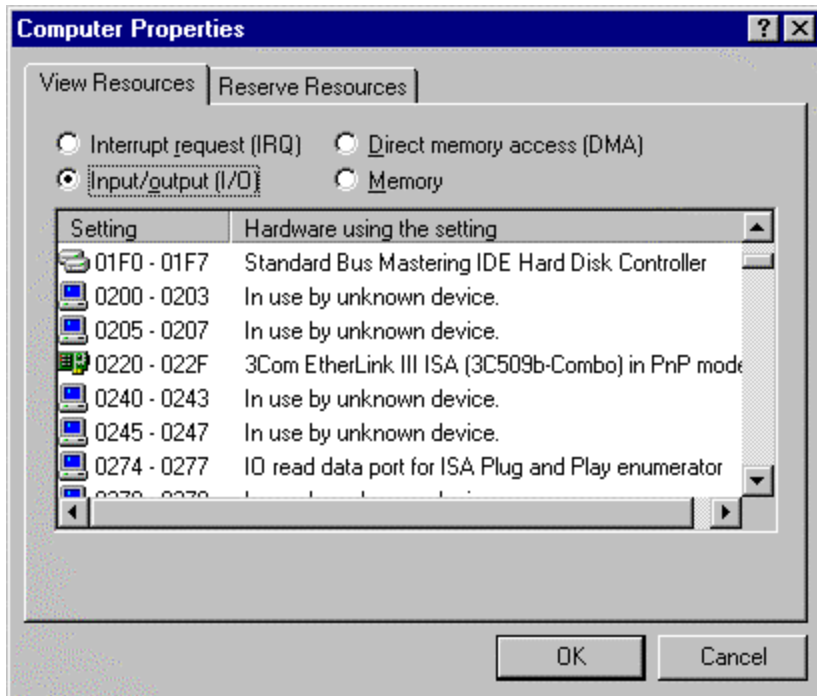 Computer Properties
View Resources Reserve Resources
Interrupt request (IRQ) Direct memory access (DMA)
Input/output (I/O) Memory
Setting Hardware using the setting
01F0 - 01F7 Standard Bus Mastering IDE Hard Disk Controller
0200 - 0203 In use by unknown device.
0205 - 0207 In use by unknown device.
0220 - 022F 3Com EtherLink III ISA (3C509b-Combo) in PnP mode
0240 - 0243 In use by unknown device.
0245 - 0247 In use by unknown device.
0274 - 0277 IO read data port for ISA Plug and Play enumerator
OK Cancel